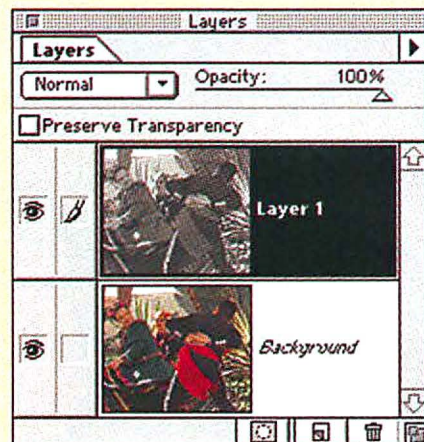 Layers
Layers
Normal Opacity: 100%
Preserve Transparency
Layer 1
Background